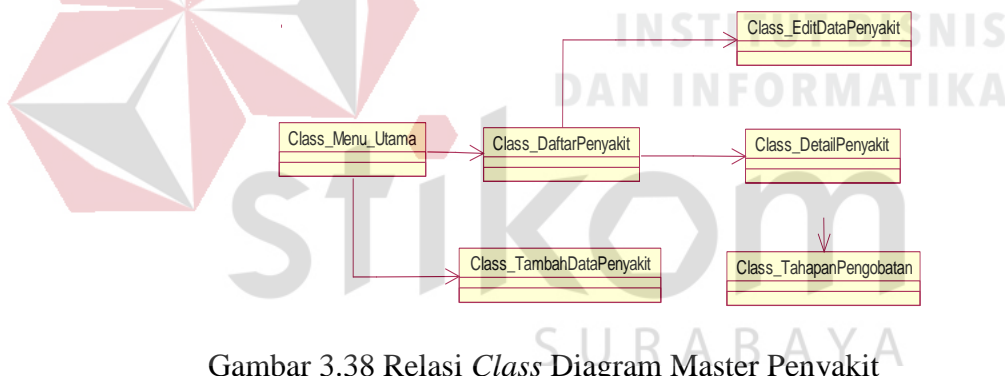 INSTITUT BISNIS
DAN INFORMATIKA
Class_EditDataPenyakit
Class_Menu_Utama
Class_DaftarPenyakit
Class_DetailPenyakit
stikom
Class_TambahDataPenyakit
Class_TahapanPengobatan
SURABAYA
Gambar 3.38 Relasi Class Diagram Master Penyakit